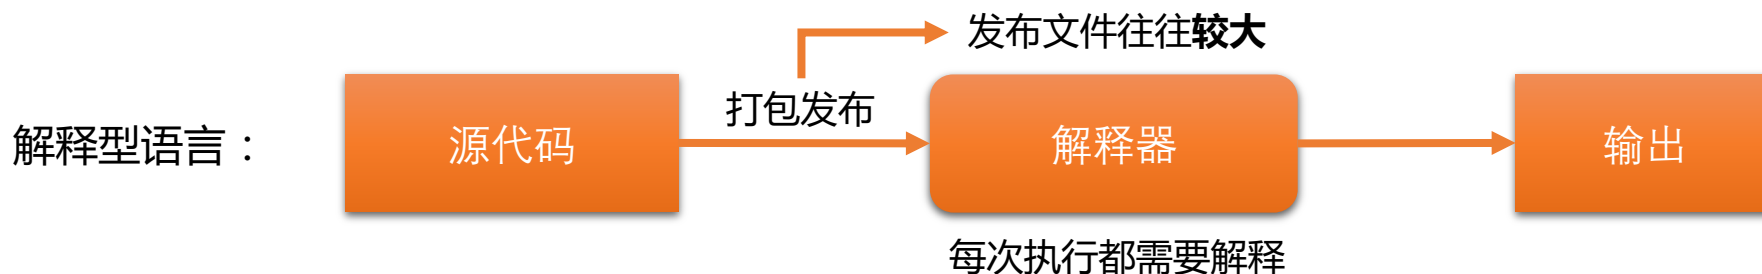 发布文件往往较大
打包发布
解释型语言：
源代码
解释器
输出
每次执行都需要解释